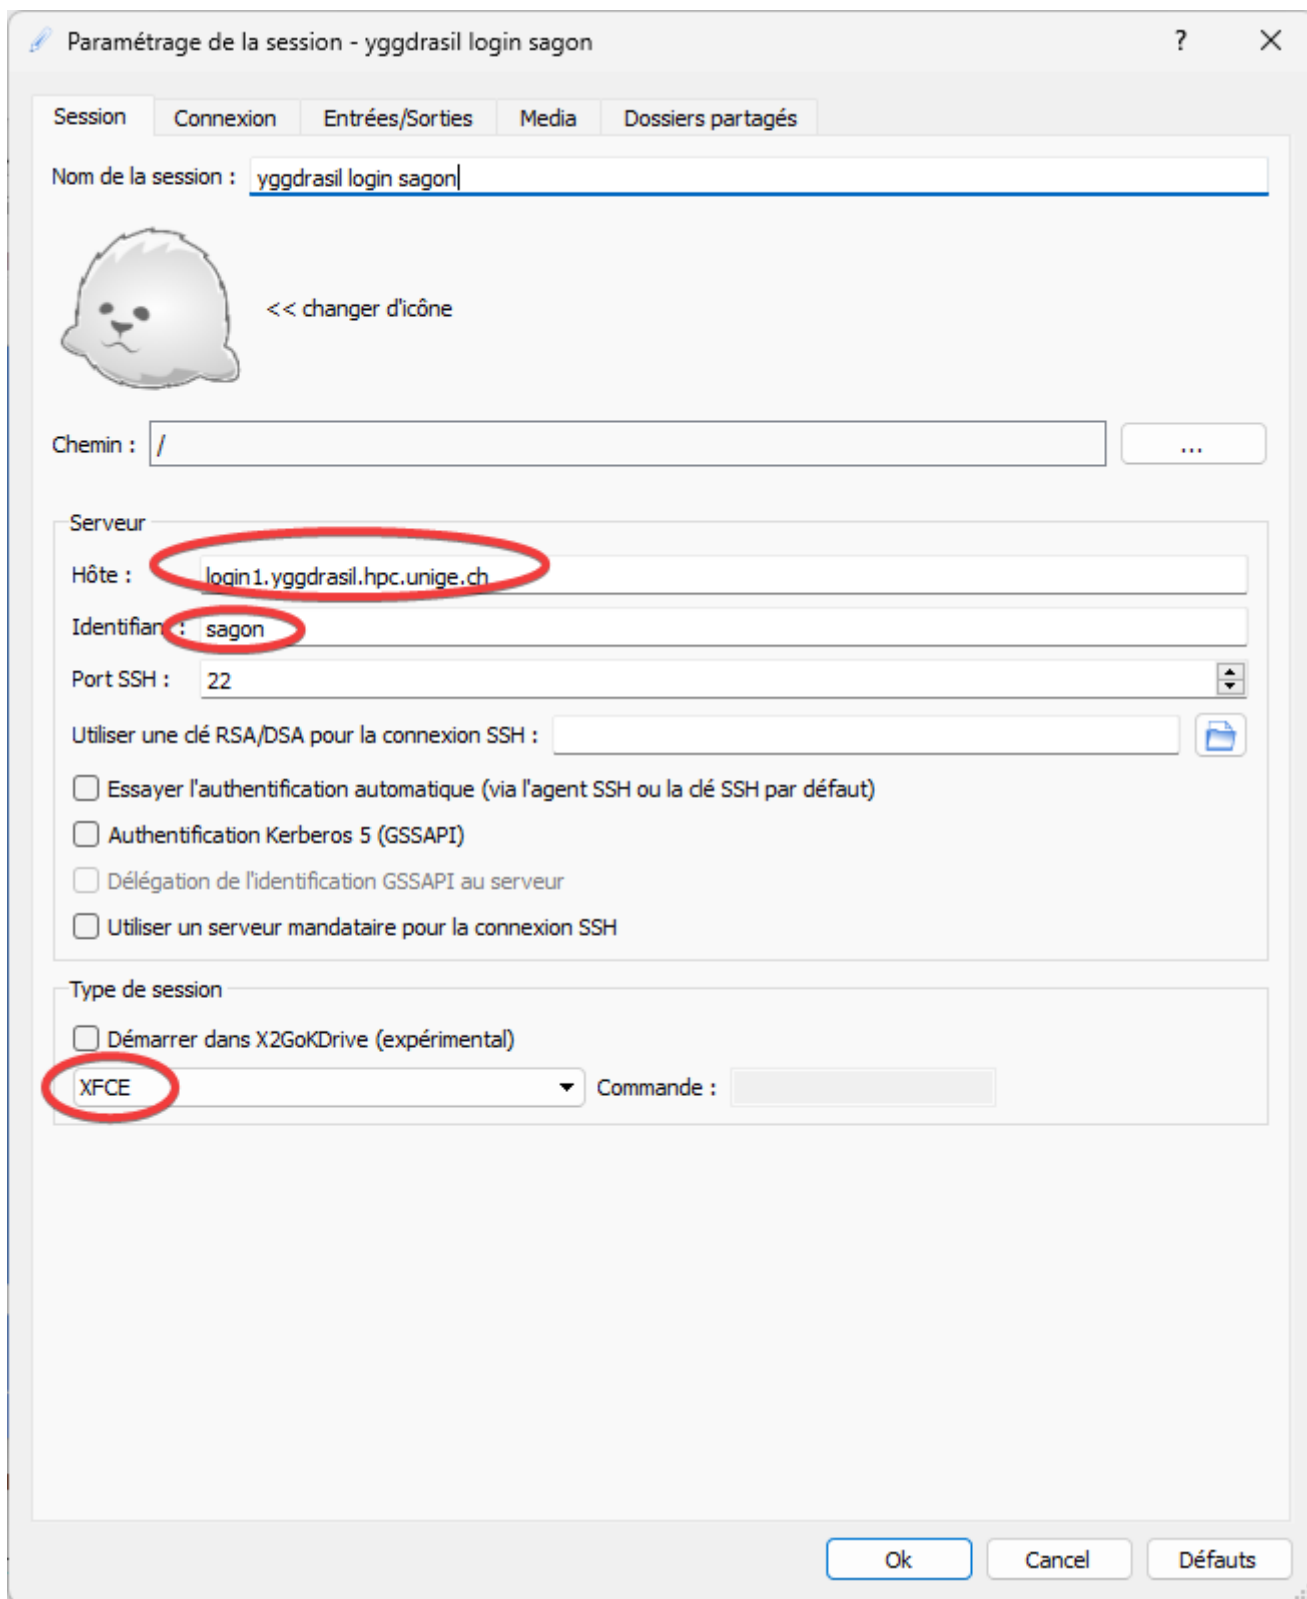 Paramétrage de la session - yggdrasil login sagon ?
Session Connexion Entrées/Sorties Media Dossiers partagés
Nom de la session : yggdrasil login sagon
<< changer d'icône
Chemin : / ...
Serveur
Hôte : login1.yggdrasil.hpc.unige.ch
Identifian : sagon
Port SSH : 22
Utiliser une clé RSA/DSA pour la connexion SSH :
Essayer l'authentification automatique (via l'agent SSH ou la clé SSH par défaut)
Authentification Kerberos 5 (GSSAPI)
Délégation de l'identification GSSAPI au serveur
Utiliser un serveur mandataire pour la connexion SSH
Type de session
Démarrer dans X2GoKDrive (expérimental)
XFCE Commande :
Ok Cancel Défauts